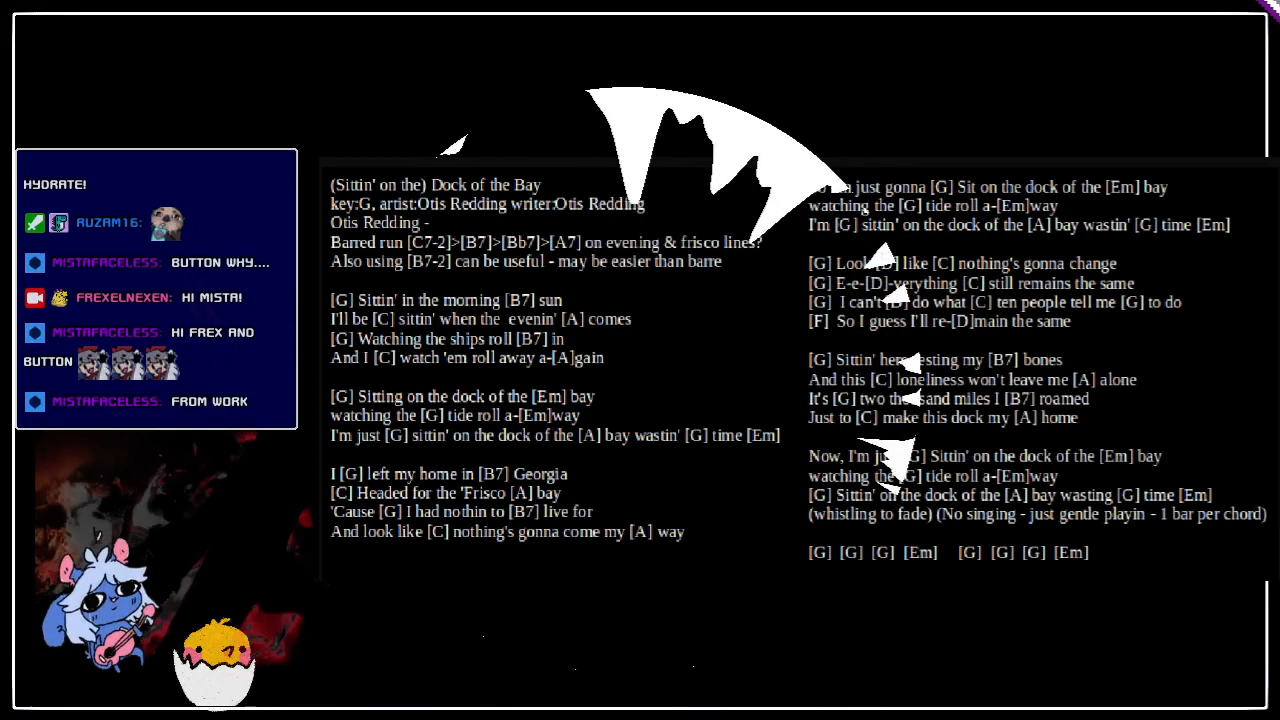 HYDRATE!
RUZAM16:
MISTAFACELESS: BUTTON WHY....
FREXELNEXEN: HI MISTA!
MISTAFACELESS: HI FREX AND
BUTTON
MISTAFACELESS: FROM WORK
(Sittin' on the) Dock of the Bay
key:G, artist:Otis Redding writer:Otis Redding
Otis Redding -
Barred run [C7-2]>[B7]>[Bb7]>[A7] on evening & frisco lines?
Also using [B7-2] can be useful - may be easier than barre
[G] Sittin' in the morning [B7] sun
I'll be [C] sittin' when the evenin' [A] comes
[G] Watching the ships roll [B7] in
And I [C] watch 'em roll away a-[A]gain
[G] Sitting on the dock of the [Em] bay
watching the [G] tide roll a-[Em]way
I'm just [G] sittin' on the dock of the [A] bay wastin' [G] time [Em]
I [G] left my home in [B7] Georgia
[C] Headed for the 'Frisco [A] bay
'Cause [G] I had nothin to [B7] live for
And look like [C] nothing's gonna come my [A] way
just gonna [G] Sit on the dock of the [Em] bay
watching the [G] tide roll a-[Em]way
I'm [G] sittin' on the dock of the [A] bay wastin' [G] time [Em]
[G] Look [D] like [C] nothing's gonna change
[G] E-e-[D]-verything [C] still remains the same
[G] I can't [D] do what [C] ten people tell me [G] to do
[F] So I guess I'll re-[D]main the same
[G] Sittin' here resting my [B7] bones
And this [C] loneliness won't leave me [A] alone
It's [G] two thousand miles I [B7] roamed
Just to [C] make this dock my [A] home
Now, I'm just [G] Sittin' on the dock of the [Em] bay
watching the [G] tide roll a-[Em]way
[G] Sittin' on the dock of the [A] bay wasting [G] time [Em]
(whistling to fade) (No singing - just gentle playin - 1 bar per chord)
[G] [G] [G] [Em] [G] [G] [G] [Em]